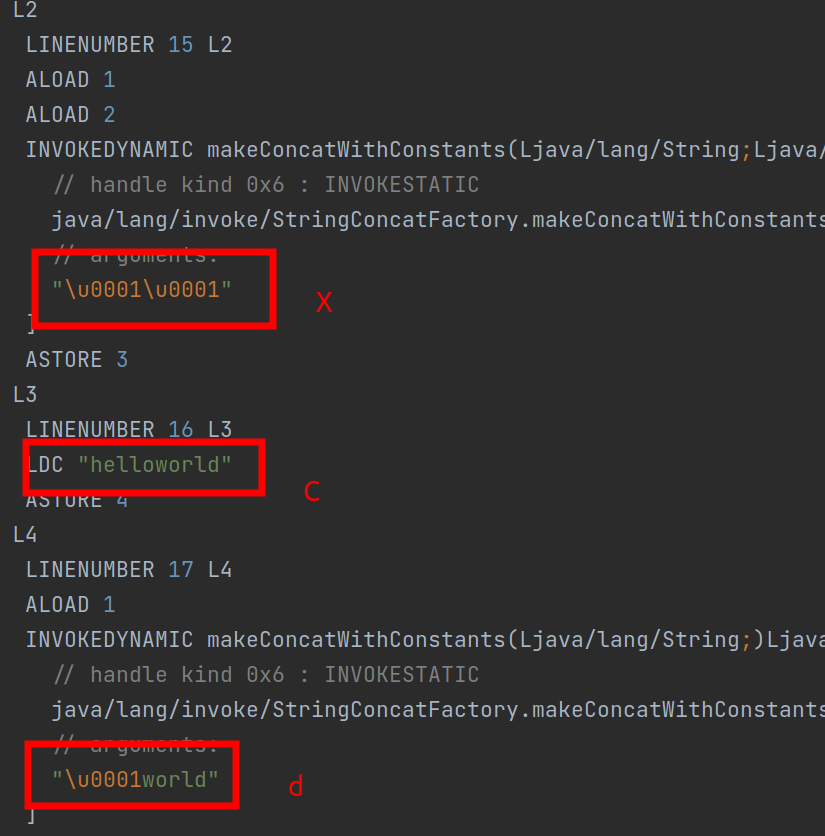 L2
LINENUMBER 15 L2
ALOAD 1
ALOAD 2
INVOKEDYNAMIC makeConcatWithConstants(Ljava/lang/String;Ljava/
// handle kind 0x6 : INVOKESTATIC
java/lang/invoke/StringConcatFactory.makeConcatWithConstants
// arguments:
"\u0001\u0001"
X
]
ASTORE 3
L3
LINENUMBER 16 L3
LDC "helloworld"
C
ASTORE 4
L4
LINENUMBER 17 L4
ALOAD 1
INVOKEDYNAMIC makeConcatWithConstants(Ljava/lang/String;)Ljava
// handle kind 0x6 : INVOKESTATIC
java/lang/invoke/StringConcatFactory.makeConcatWithConstants
// arguments:
"\u0001world"
d
]